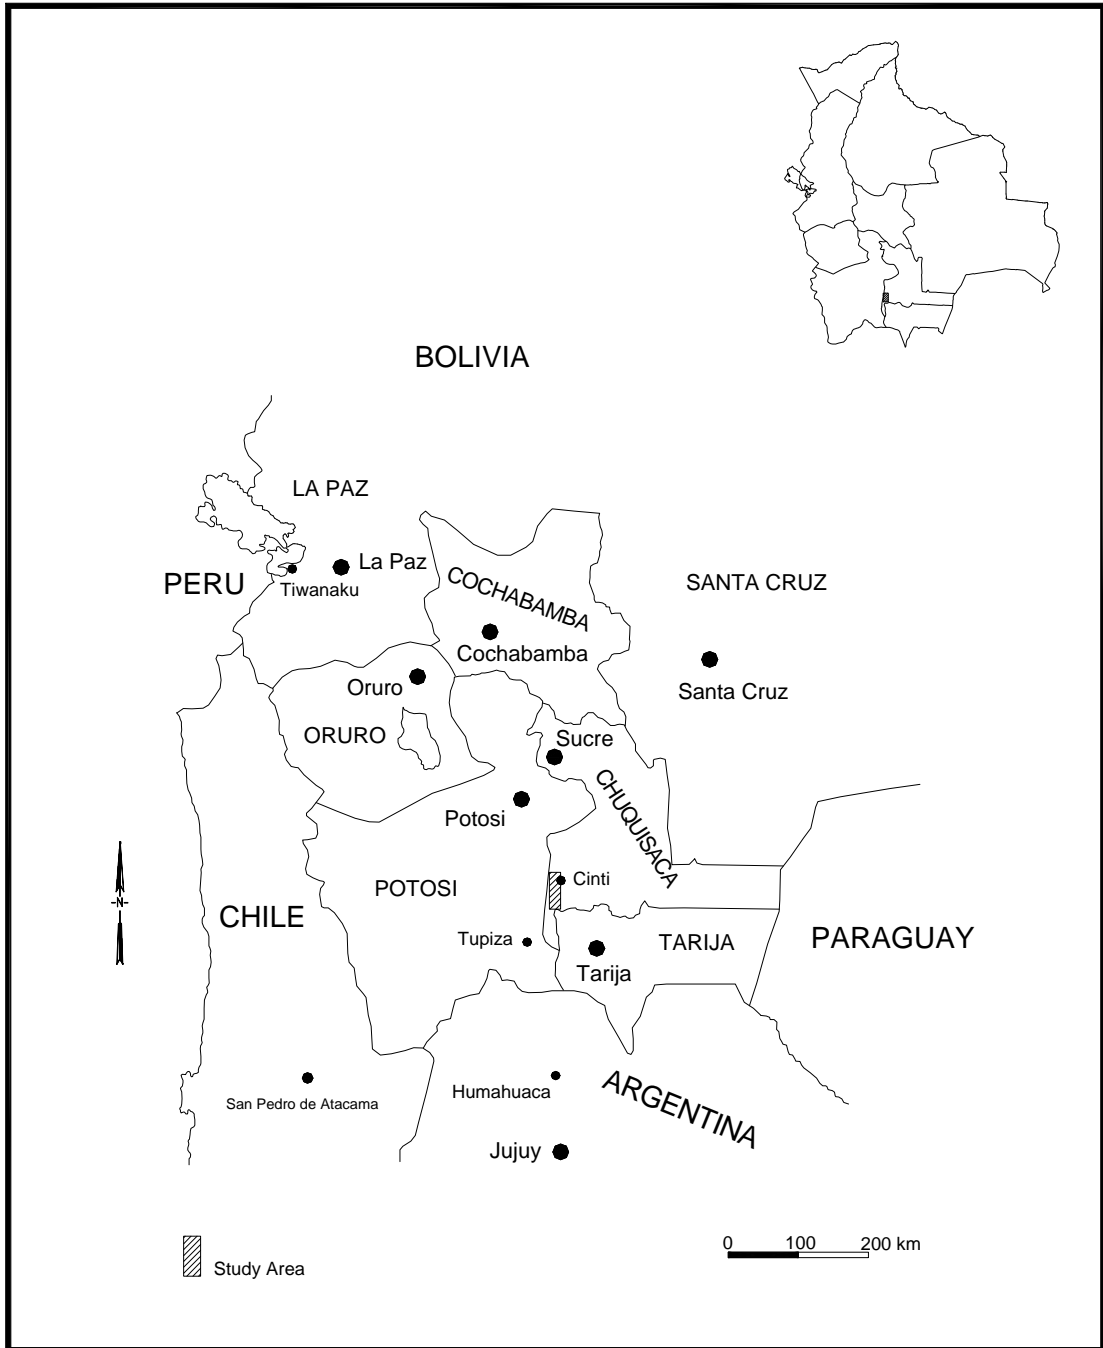 BOLIVIA
LA PAZ
La Paz
PERU
Tiwanaku
COCHABAMBA
SANTA CRUZ
Cochabamba
Oruro
Santa Cruz
ORURO
Sucre
CHUQUISACA
Potosi
POTOSI
Cinti
-N-
CHILE
Tupiza
TARIJA
PARAGUAY
Tarija
Humahuaca
San Pedro de Atacama
ARGENTINA
Jujuy
0 100 200 km
Study Area